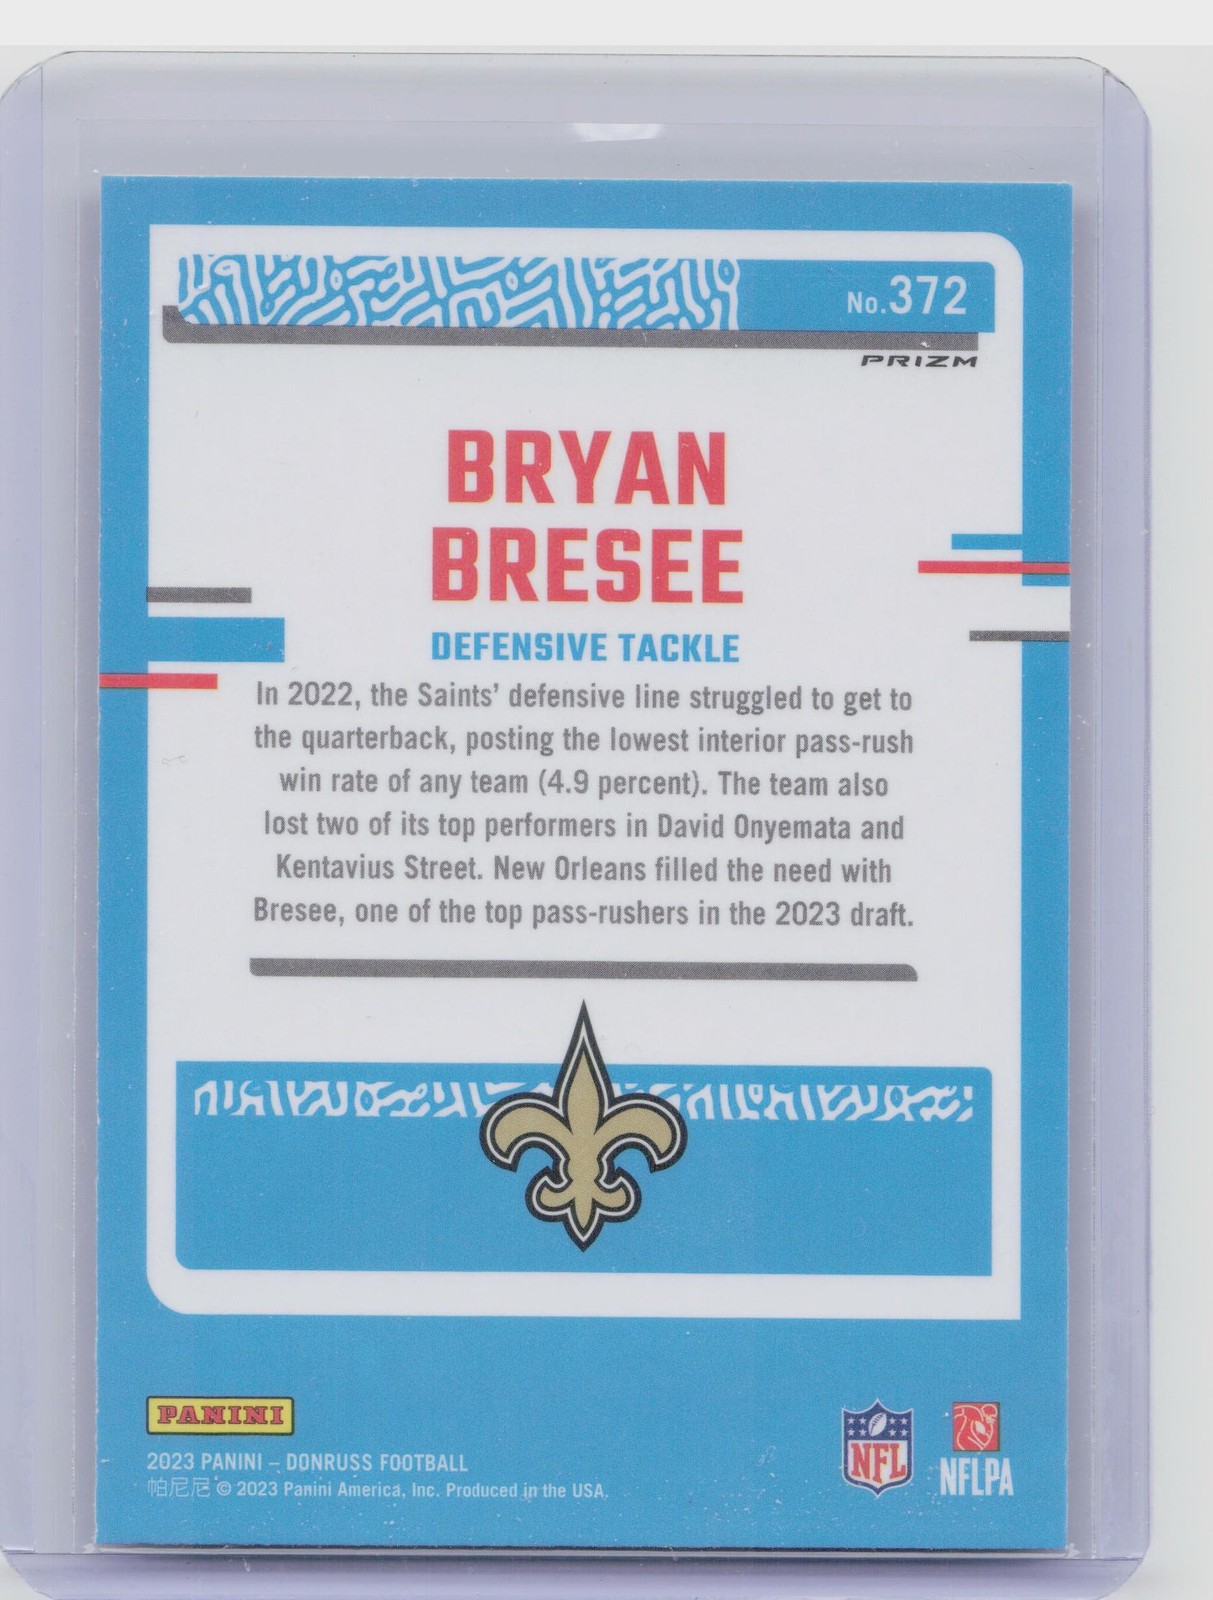 No.372
PRIZM
BRYAN
BRESEE
DEFENSIVE TACKLE
In 2022, the Saints’ defensive line struggled to get to
the quarterback, posting the lowest interior pass-rush
win rate of any team (4.9 percent). The team also
lost two of its top performers in David Onyemata and
Kentavius Street. New Orleans filled the need with
Bresee, one of the top pass-rushers in the 2023 draft.
PANINI
2023 PANINI – DONRUSS FOOTBALL
帕尼尼 © 2023 Panini America, Inc. Produced in the USA.
NFL
NFLPA